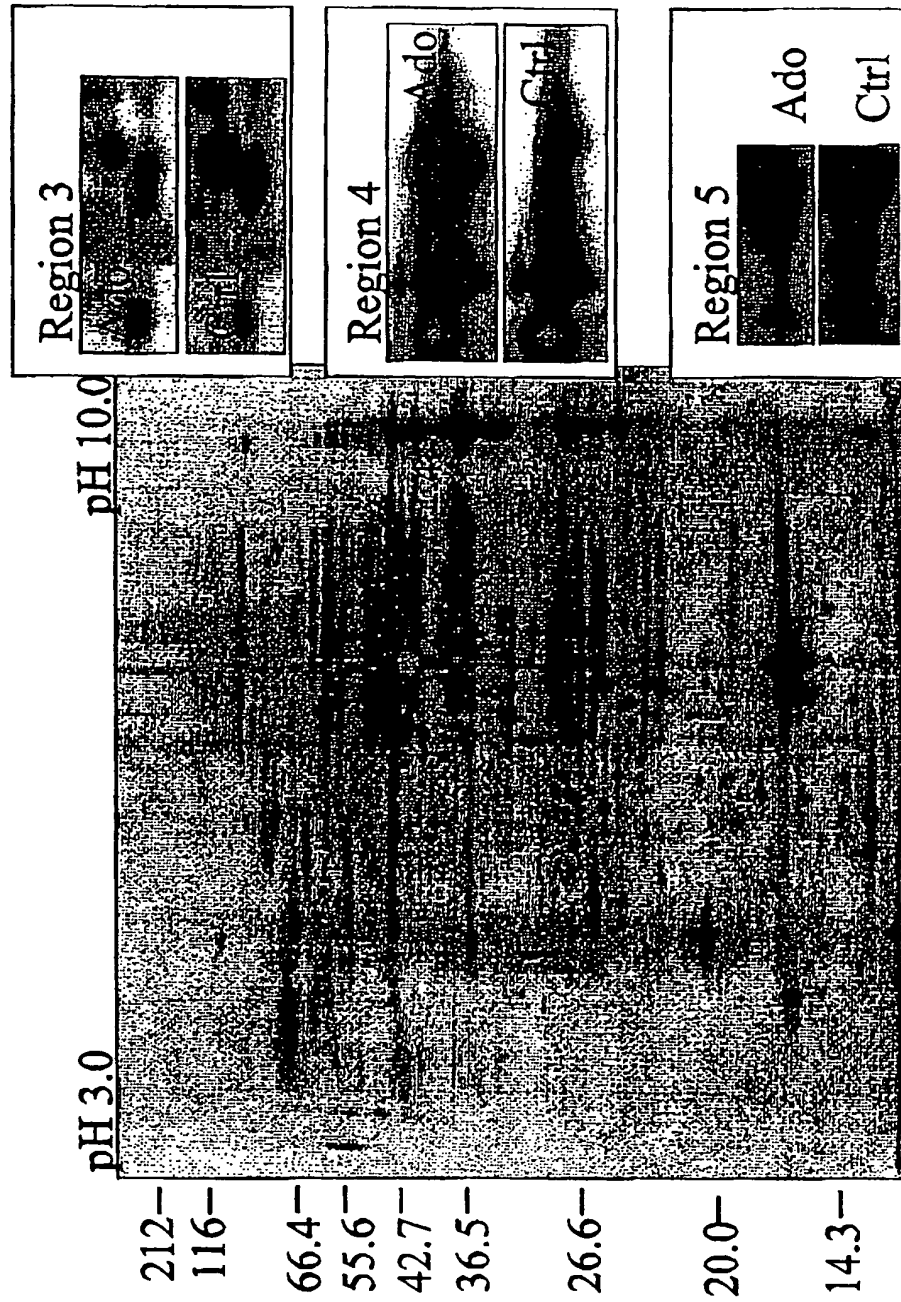 pH 3.0
pH 10.0
212
116
66.4
55.6
42.7
36.5
26.6
20.0
14.3
Region 3
Ado
Ctrl
Region 4
Ado
Ctrl
Region 5
Ado
Ctrl